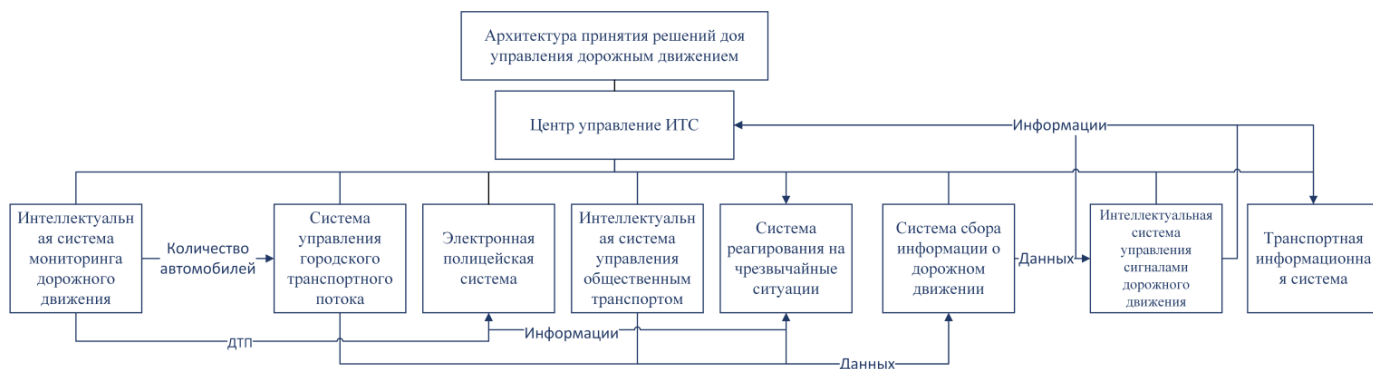 Архитектура принятия решений доя
управления дорожным движением
Центр управление ИТС
Информации
Интеллектуальн
ая система
мониторинга
дорожного
движения
Количество
автомобилей
Система
управления
городского
транспортного
потока
Электронная
полицейская
система
Интеллектуальн
ая система
управления
общественным
транспортом
Система
реагирования на
чрезвычайные
ситуации
Система сбора
информации о
дорожном
движении
Данных
Интеллектуальная
система
управления
сигналами
дорожного
движения
Транспортная
информационна
я система
ДТП
Информации
Данных